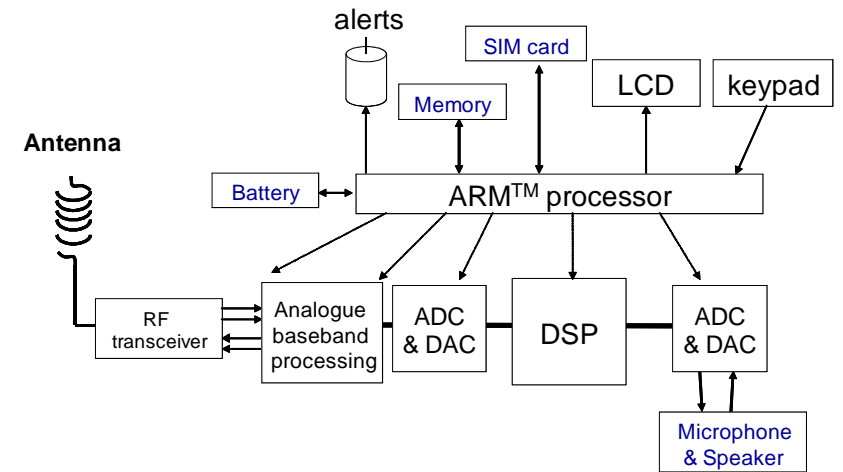 alerts
SIM card
LCD
keypad
Memory
Antenna
Battery
ARM™ processor
RF
transceiver
Analogue
baseband
processing
ADC
& DAC
DSP
ADC
& DAC
Microphone
& Speaker